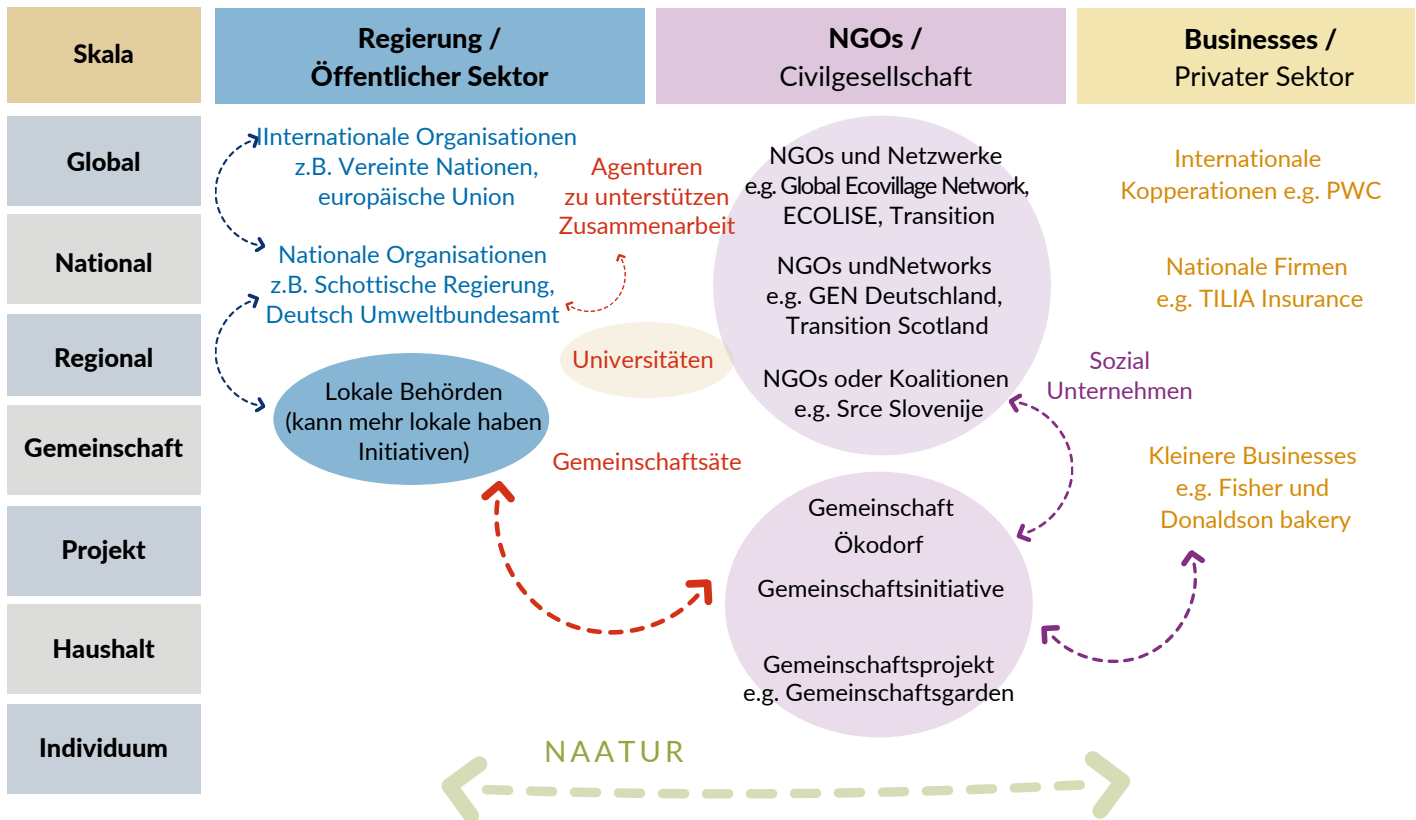 Skala
Regierung /
Öffentlicher Sektor
NGOs /
Civilgesellschaft
Businesses /
Privater Sektor
Global
National
Regional
Gemeinschaft
Projekt
Haushalt
Individuum
IInternationale Organisationen
z.B. Vereinte Nationen,
europäische Union
Nationale Organisationen
z.B. Schottische Regierung,
Deutsch Umweltbundesamt
Lokale Behörden
(kann mehr lokale haben
Initiativen)
Agenturen
zu unterstützen
Zusammenarbeit
Universitäten
Gemeinschaftsäte
NGOs und Netzwerke
e.g. Global Ecovillage Network,
ECOLISE, Transition
NGOs undNetworks
e.g. GEN Deutschland,
Transition Scotland
NGOs oder Koalitionen
e.g. Srce Slovenije
Gemeinschaft
Ökodorf
Gemeinschaftsinitiative
Gemeinschaftsprojekt
e.g. Gemeinschaftsgarden
Sozial
Unternehmen
Internationale
Kopperationen e.g. PWC
Nationale Firmen
e.g. TILIA Insurance
Kleinere Businesses
e.g. Fisher und
Donaldson bakery
NAATUR